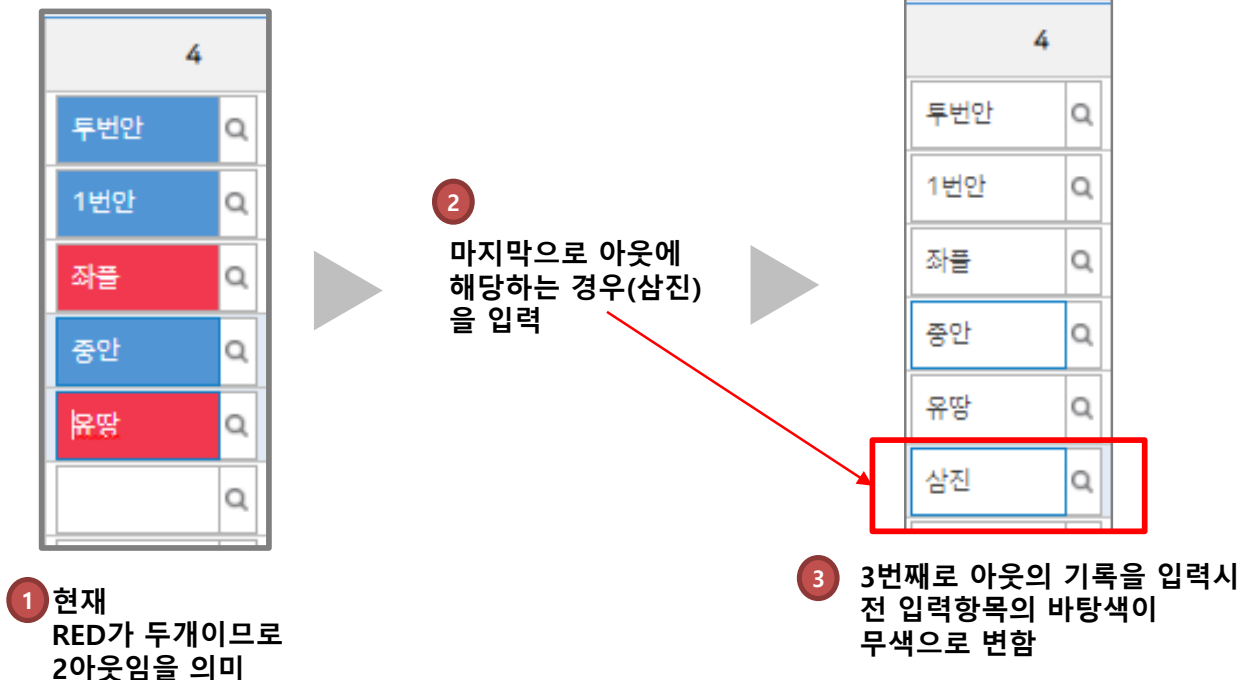 4
투번안
1번안
좌플
중안
유땅
1
현재
RED가 두개이므로
2아웃임을 의미
2
마지막으로 아웃에
해당하는 경우(삼진)
을 입력
4
투번안
1번안
좌플
중안
유땅
삼진
3
3번째로 아웃의 기록을 입력시
전 입력항목의 바탕색이
무색으로 변함